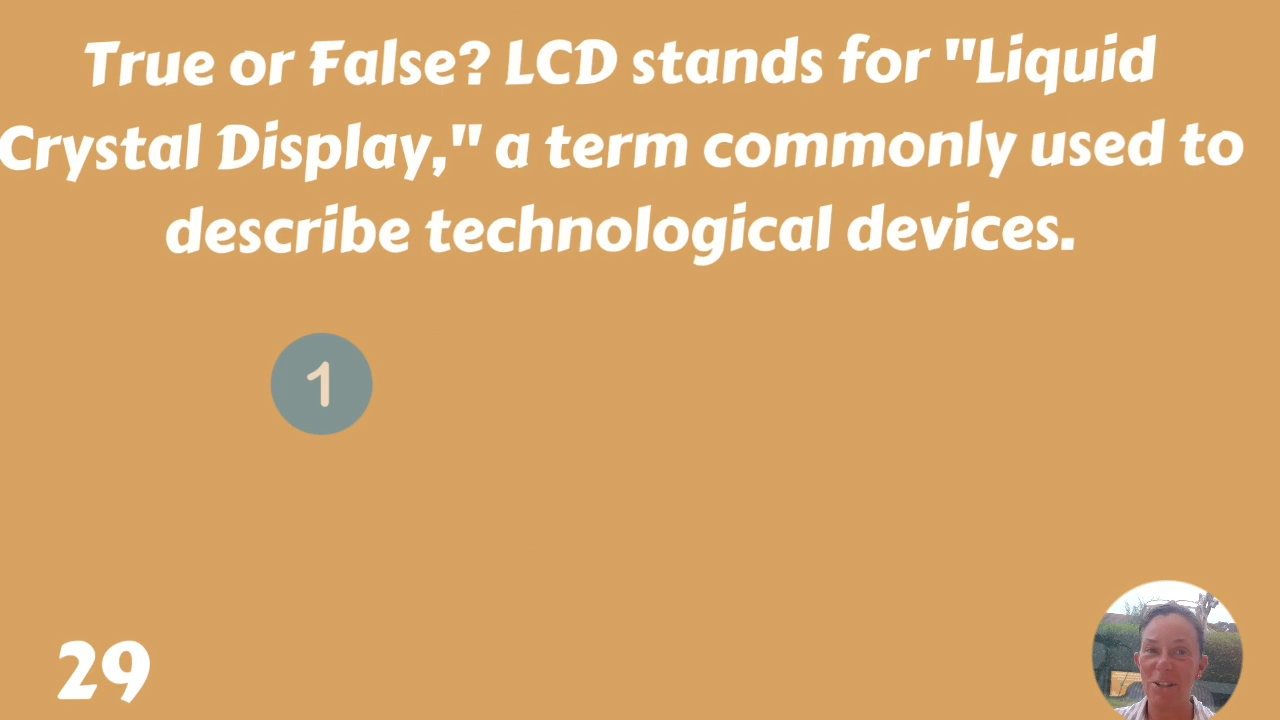 True or False? LCD stands for "Liquid
Crystal Display," a term commonly used to
describe technological devices.
1
29